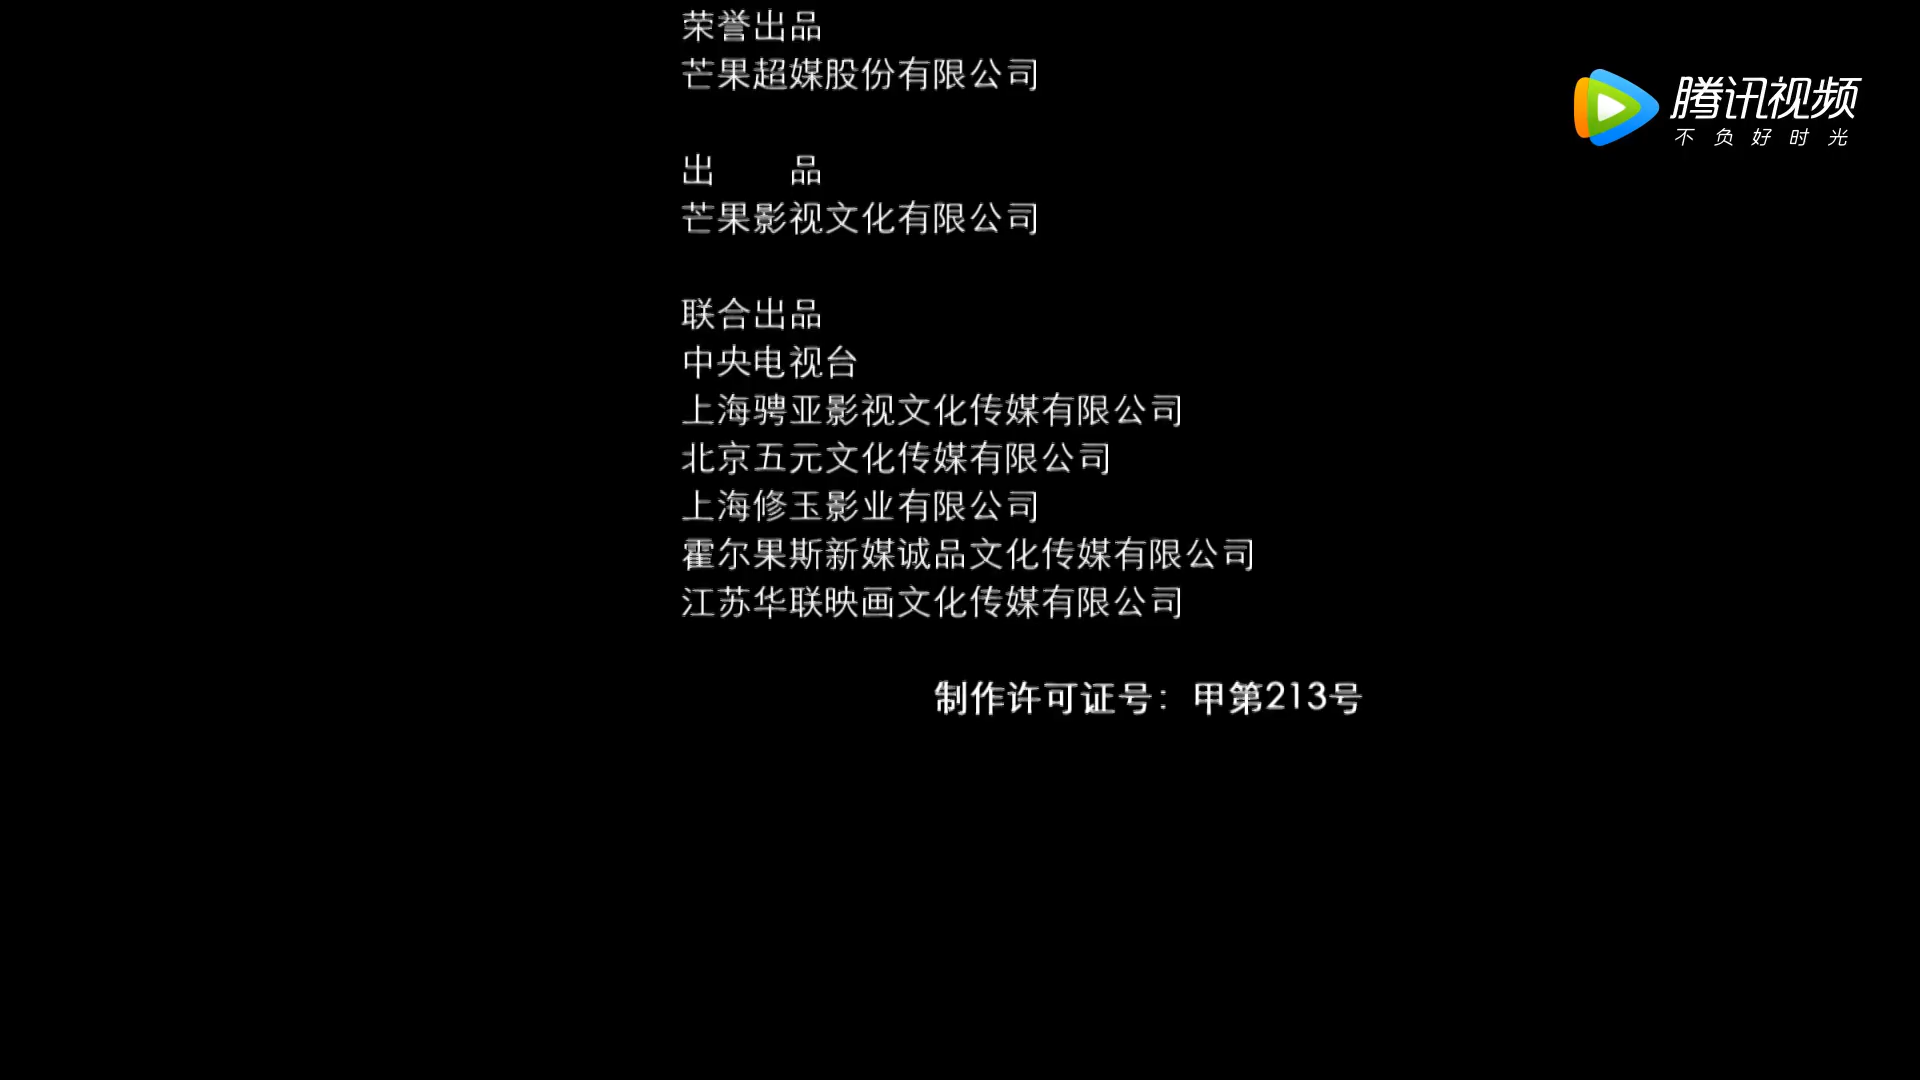 荣誉出品
芒果超媒股份有限公司
出 品
芒果影视文化有限公司
联合出品
中央电视台
上海骋亚影视文化传媒有限公司
北京五元文化传媒有限公司
上海修玉影业有限公司
霍尔果斯新媒诚品文化传媒有限公司
江苏华联映画文化传媒有限公司
制作许可证号：甲第213号
腾讯视频
不负好时光